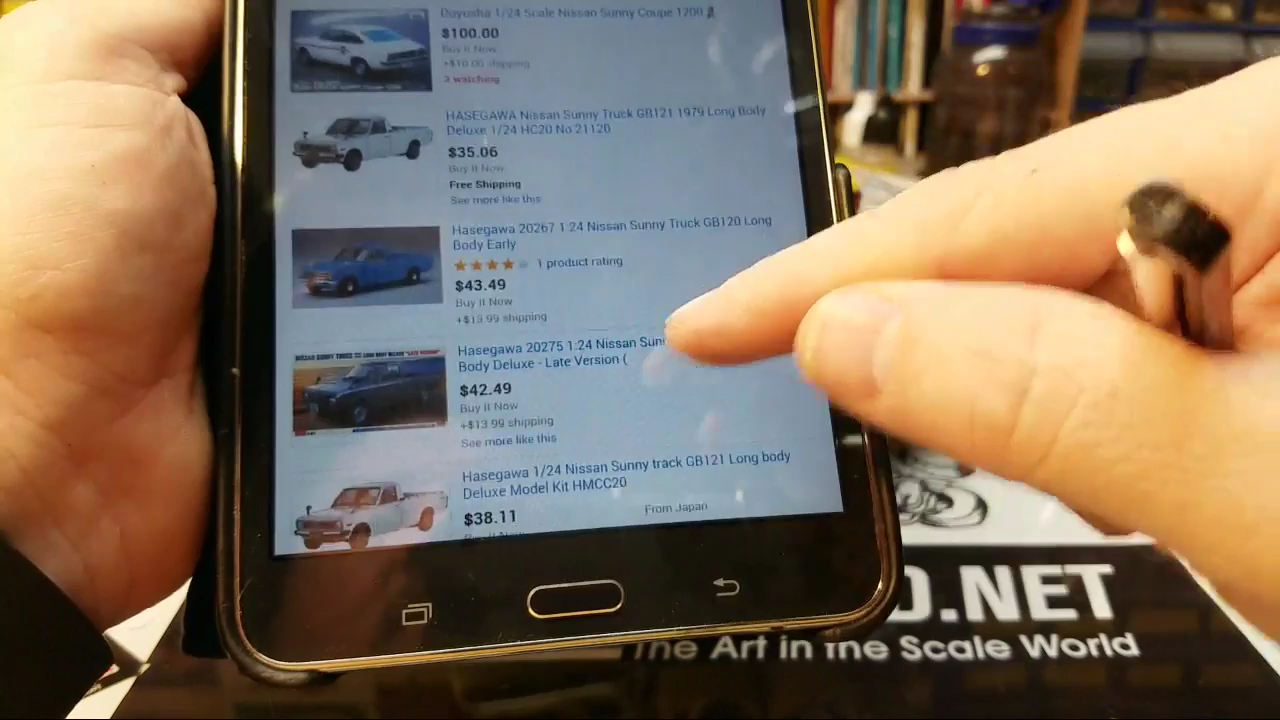 Doyusha 1/24 Scale Nissan Sunny Coupe 1200
$100.00
Buy It Now
+$10.00 shipping
2 watching
HASEGAWA Nissan Sunny Truck GB121 1979 Long Body
Deluxe 1/24 HC20 No 21120
$35.06
Buy It Now
Free Shipping
See more like this
Hasegawa 20267 1:24 Nissan Sunny Truck GB120 Long
Body Early
1 product rating
$43.49
Buy It Now
+$13.99 shipping
Hasegawa 20275 1:24 Nissan Sun
Body Deluxe - Late Version (
$42.49
Buy It Now
+$13.99 shipping
See more like this
Hasegawa 1/24 Nissan Sunny track GB121 Long body
Deluxe Model Kit HMCC20
$38.11
From Japan
Buy It Now
D.NET
The Art in the Scale World